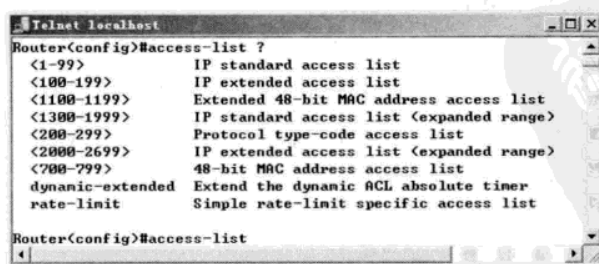 Telnet localhost
Router(config)#access-list ?
<1-99> IP standard access list
<100-199> IP extended access list
<1100-1199> Extended 48-bit MAC address access list
<1300-1999> IP standard access list (expanded range)
<200-299> Protocol type-code access list
<2000-2699> IP extended access list (expanded range)
<700-799> 48-bit MAC address access list
dynamic-extended Extend the dynamic ACL absolute timer
rate-limit Simple rate-limit specific access list
Router(config)#access-list